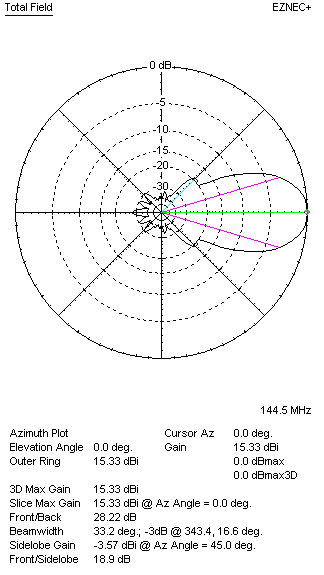 Total Field EZNEC+
0 dB
-5
-10
-15
-20
-30
144.5 MHz
Azimuth Plot Cursor Az 0.0 deg.
Elevation Angle 0.0 deg. Gain 15.33 dBi
Outer Ring 15.33 dBi 0.0 dBmax
0.0 dBmax3D
3D Max Gain 15.33 dBi
Slice Max Gain 15.33 dBi @ Az Angle = 0.0 deg.
Front/Back 28.22 dB
Beamwidth 33.2 deg.; -3dB @ 343.4, 16.6 deg.
Sidelobe Gain -3.57 dBi @ Az Angle = 45.0 deg.
Front/Sidelobe 18.9 dB